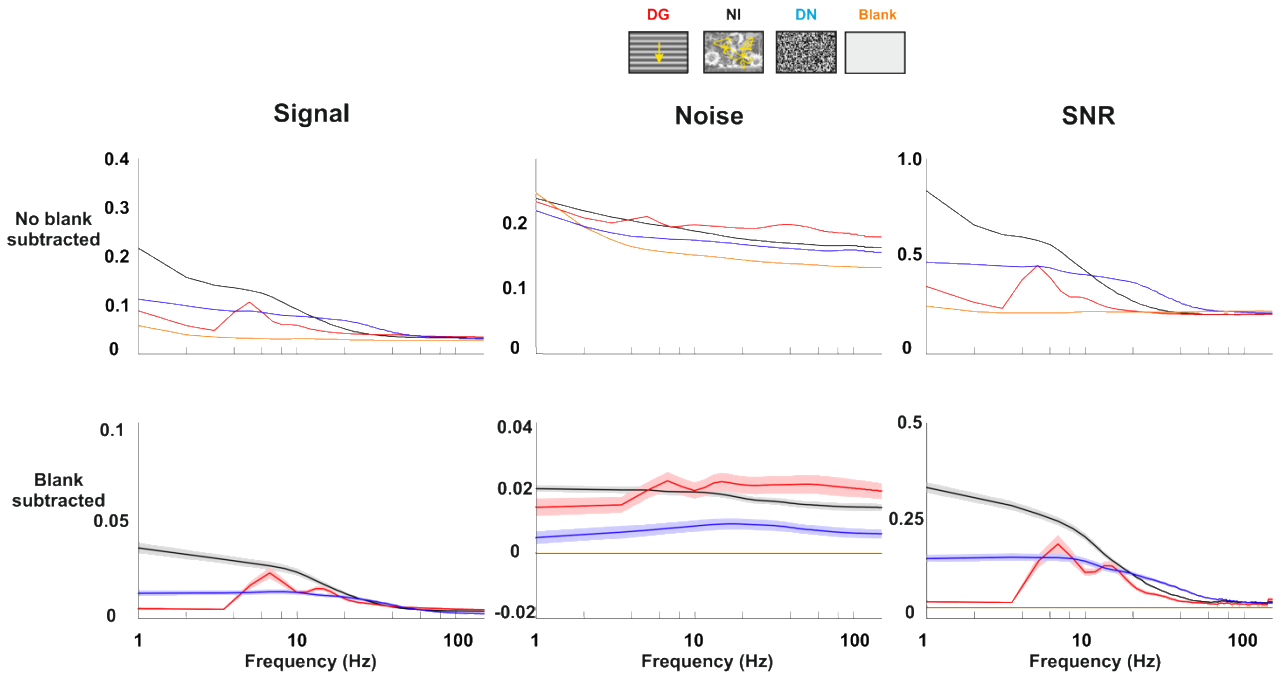 DG NI DN Blank
Signal Noise SNR
No blank
subtracted
0.4
0.3
0.2
0.1
0
0.2
0.1
0
1.0
0.5
0
Blank
subtracted
0.1
0.05
0
0.04
0.02
0
-0.02
0.5
0.25
0
1 10 100 1 10 100 1 10 100
Frequency (Hz) Frequency (Hz) Frequency (Hz)